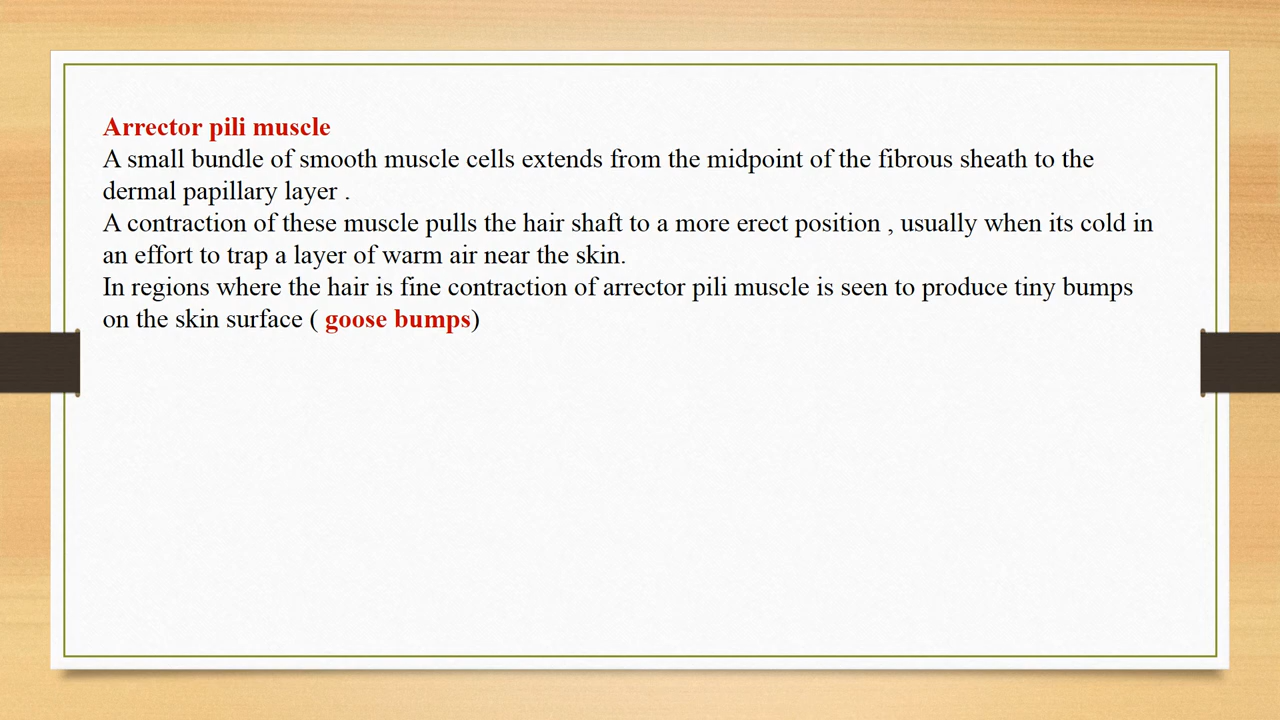 Arrector pili muscle
A small bundle of smooth muscle cells extends from the midpoint of the fibrous sheath to the
dermal papillary layer .
A contraction of these muscle pulls the hair shaft to a more erect position , usually when its cold in
an effort to trap a layer of warm air near the skin.
In regions where the hair is fine contraction of arrector pili muscle is seen to produce tiny bumps
on the skin surface ( goose bumps)